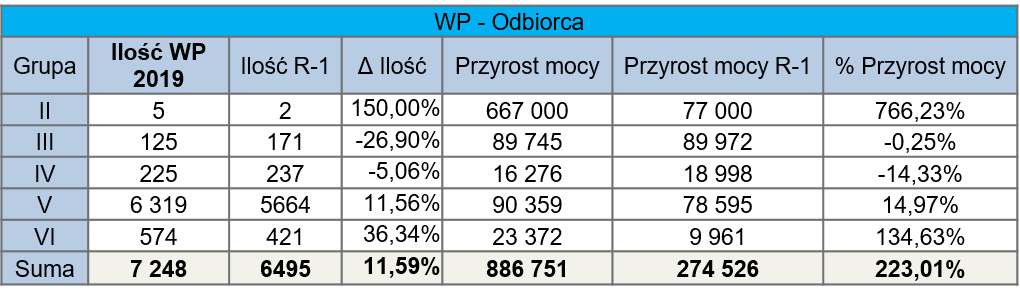 WP - Odbiorca
Grupa Ilość WP 2019 Ilość R-1 Δ Ilość Przyrost mocy Przyrost mocy R-1 % Przyrost mocy
II 5 2 150,00% 667 000 77 000 766,23%
III 125 171 -26,90% 89 745 89 972 -0,25%
IV 225 237 -5,06% 16 276 18 998 -14,33%
V 6 319 5664 11,56% 90 359 78 595 14,97%
VI 574 421 36,34% 23 372 9 961 134,63%
Suma 7 248 6495 11,59% 886 751 274 526 223,01%